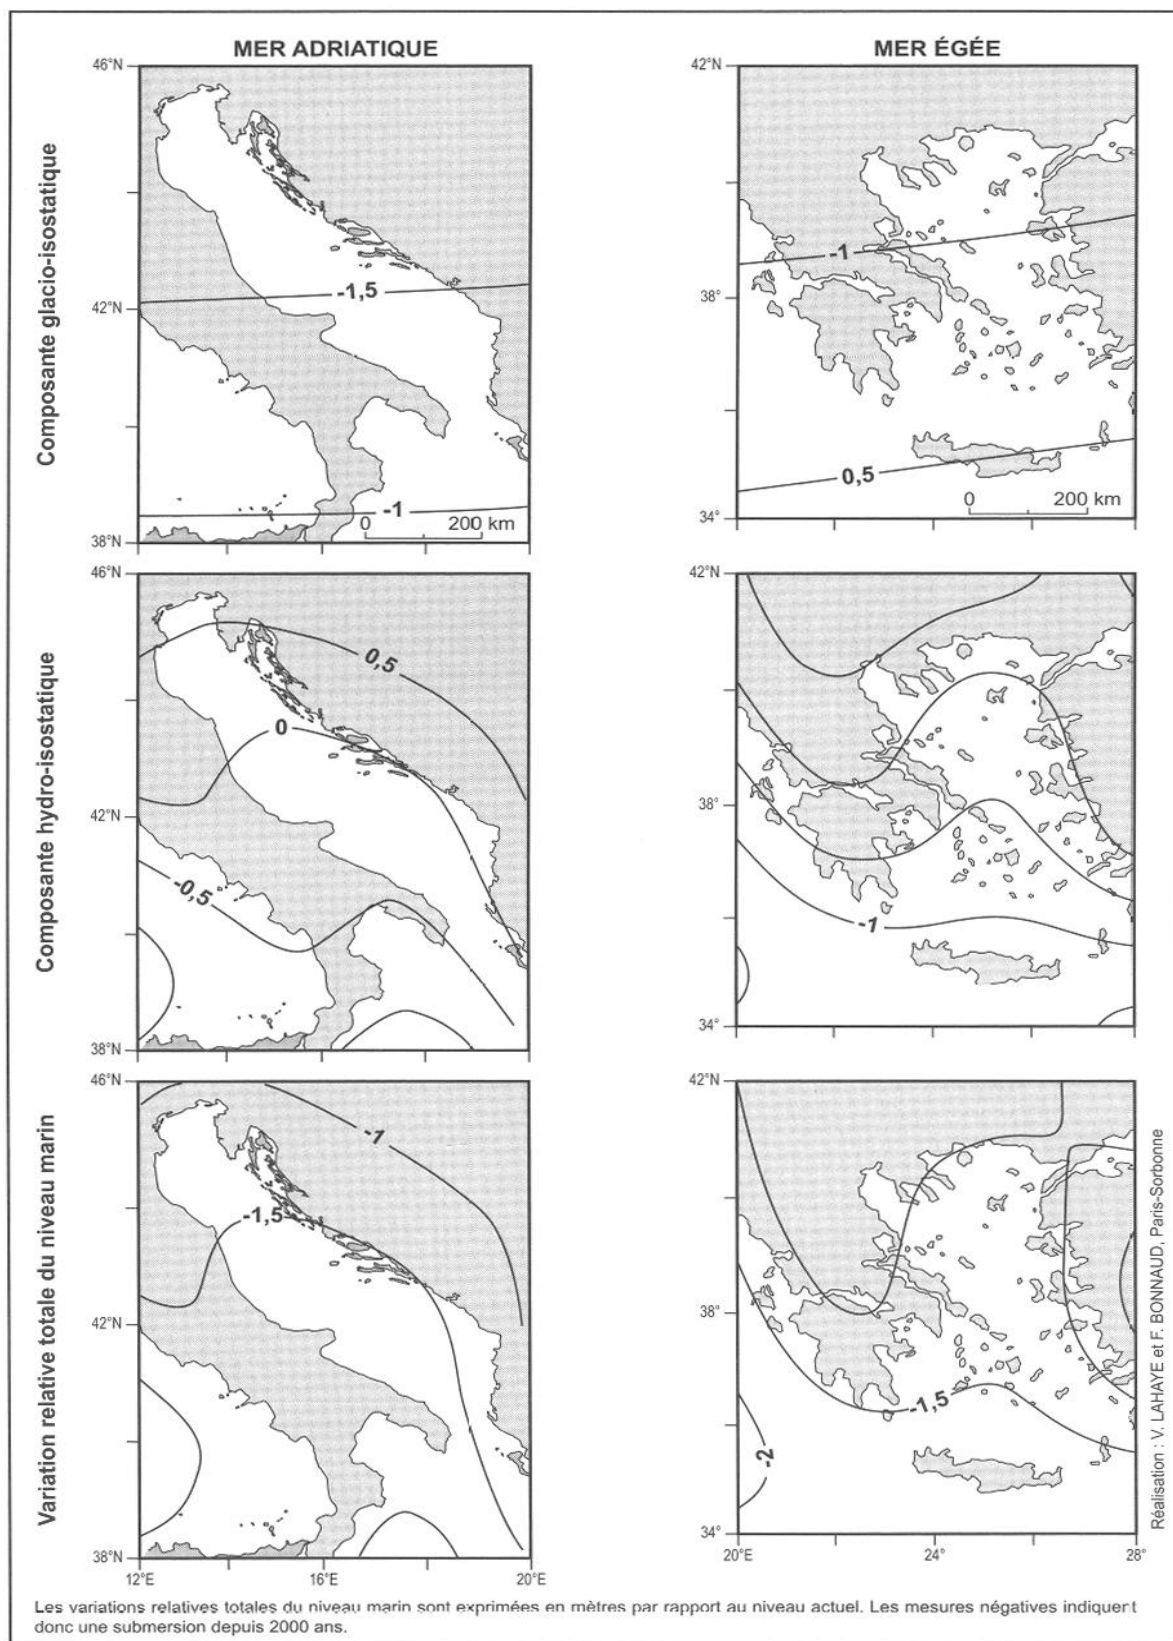 MER ADRIATIQUE
MER ÉGÉE
Composante glacio-isostatique
46°N
-1,5
42°N
-1
0 200 km
38°N
42°N
-1
38°
0,5
0 200 km
34°
Composante hydro-isostatique
46°N
0,5
0
42°N
-0,5
38°N
42°N
38°
-1
34°
Variation relative totale du niveau marin
46°N
-1
-1,5
42°N
38°N
12°E 16°E 20°E
42°N
38°
-1,5
-2
34°
20°E 24° 28°
Réalisation : V. LAHAYE et F. BONNAUD, Paris-Sorbonne
Les variations relatives totales du niveau marin sont exprimées en mètres par rapport au niveau actuel. Les mesures négatives indiquent
donc une submersion depuis 2000 ans.